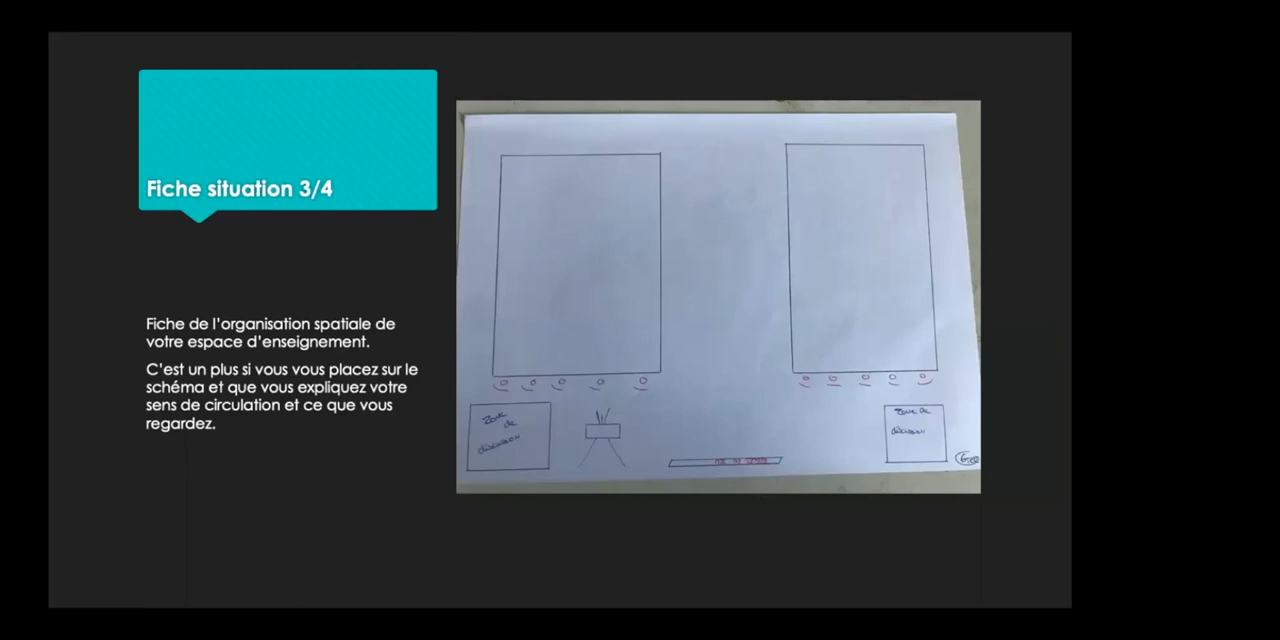 Fiche situation 3/4
Fiche de l'organisation spatiale de
votre espace d'enseignement.
C'est un plus si vous vous placez sur le
schéma et que vous expliquez votre
sens de circulation et ce que vous
regardez.
Zone
de
discussion
Zone de
discussion